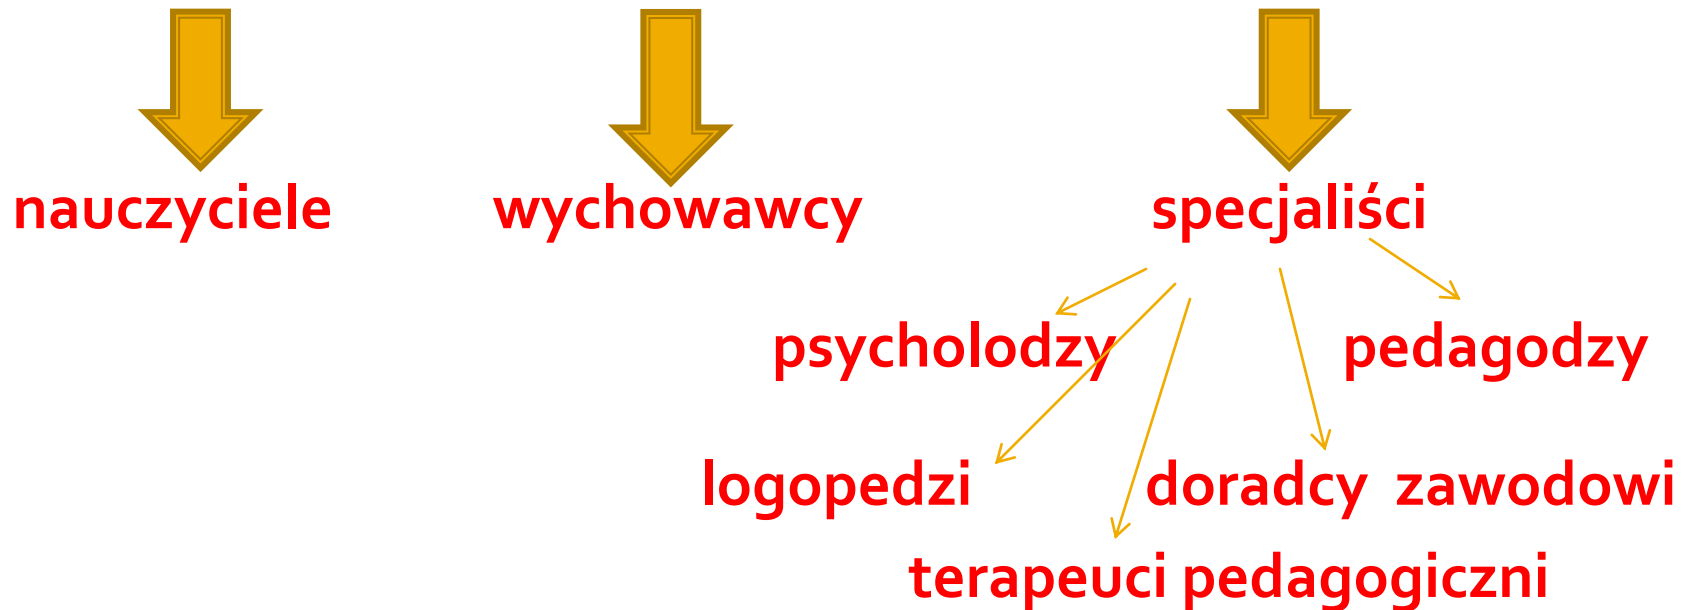 nauczyciele wychowawcy specjaliści
psycholodzy pedagodzy
logopedzi doradcy zawodowi
terapeuci pedagogiczni